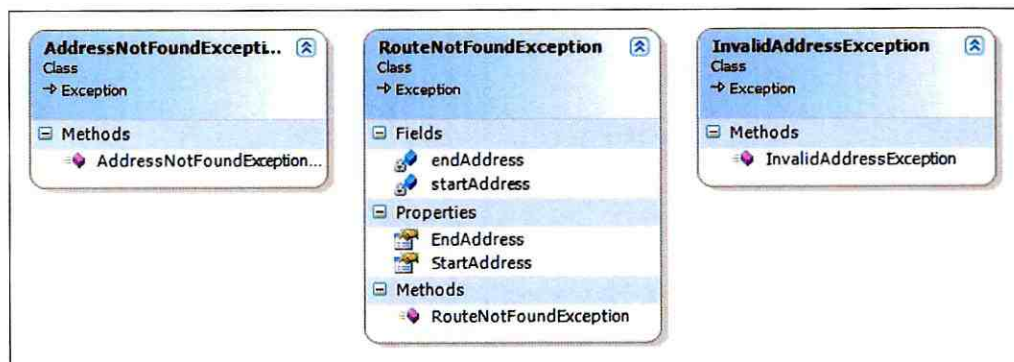 AddressNotFoundExcepti...
Class
Exception
Methods
AddressNotFoundException...
RouteNotFoundException
Class
Exception
Fields
endAddress
startAddress
Properties
EndAddress
StartAddress
Methods
RouteNotFoundException
InvalidAddressException
Class
Exception
Methods
InvalidAddressException